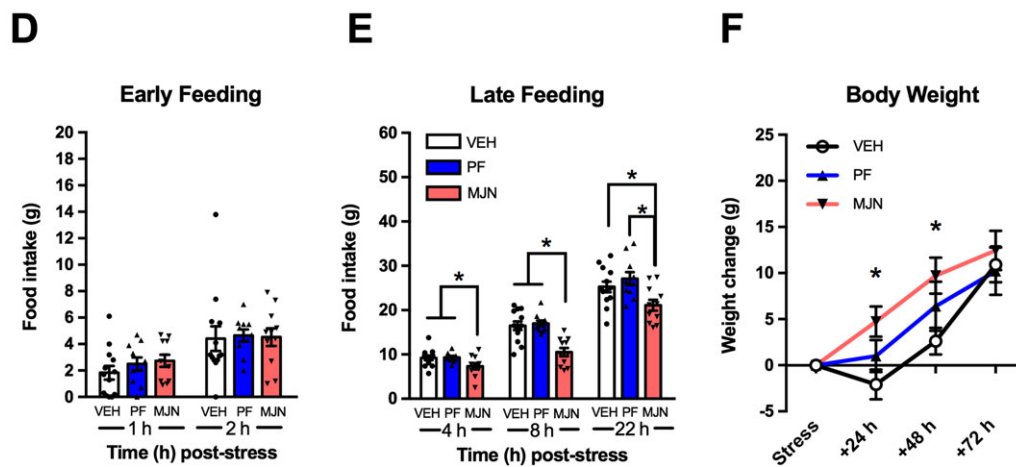 D
Early Feeding
Food intake (g)
20
18
16
14
12
10
8
6
4
2
0
VEH PF MJN VEH PF MJN
1 h 2 h
Time (h) post-stress
E
Late Feeding
Food intake (g)
60
50
40
30
20
10
0
VEH
PF
MJN
*
*
*
*
VEH PF MJN VEH PF MJN VEH PF MJN
4 h 8 h 22 h
Time (h) post-stress
F
Body Weight
Weight change (g)
25
20
15
10
5
0
-5
VEH
PF
MJN
*
*
Stress +24 h +48 h +72 h